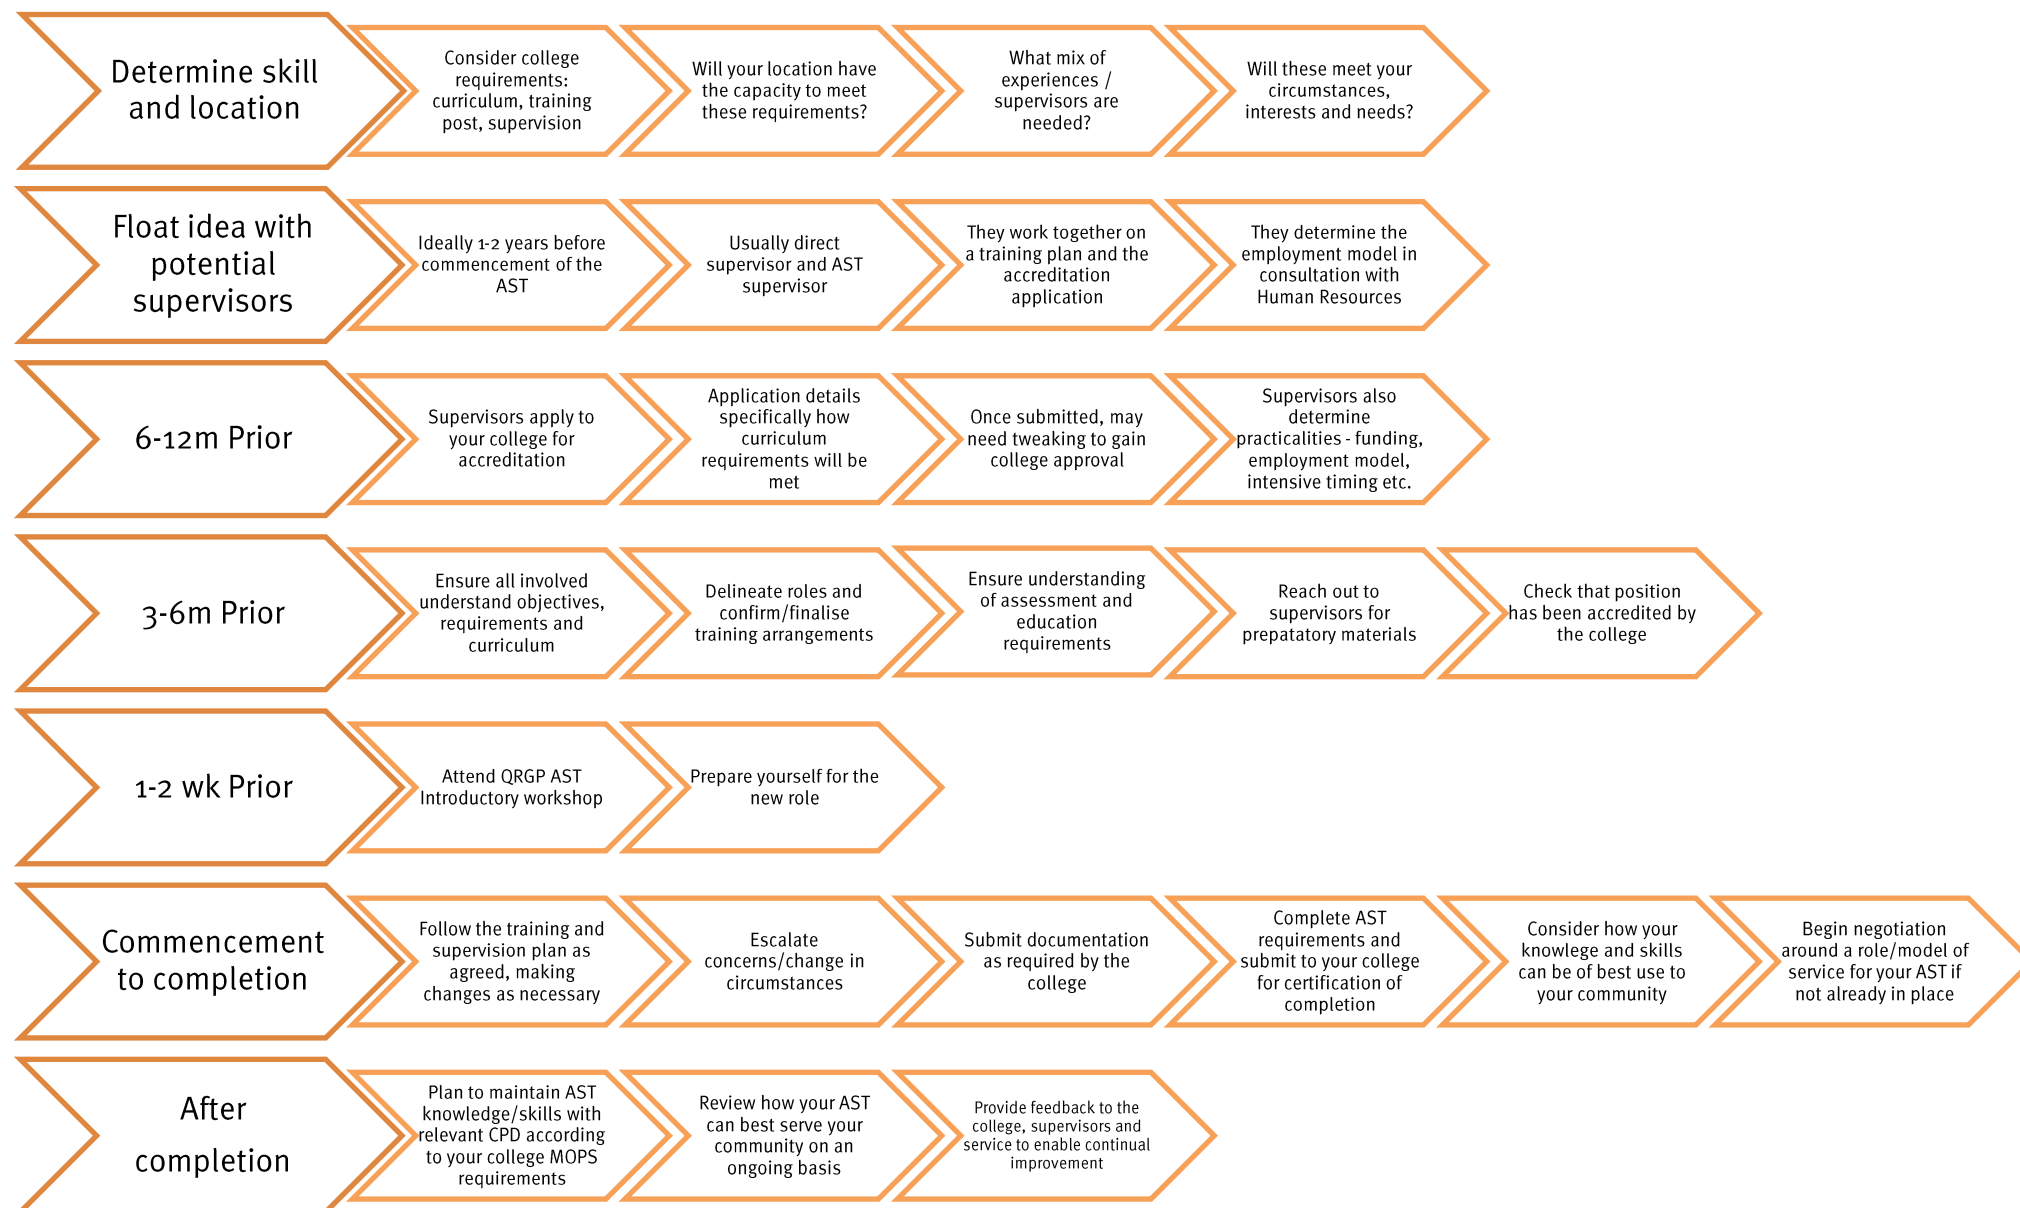 Determine skill
and location
Consider college
requirements:
curriculum, training
post, supervision
Will your location have
the capacity to meet
these requirements?
What mix of
experiences /
supervisors are
needed?
Will these meet your
circumstances,
interests and needs?
Float idea with
potential
supervisors
Ideally 1-2 years before
commencement of the
AST
Usually direct
supervisor and AST
supervisor
They work together on
a training plan and the
accreditation
application
They determine the
employment model in
consultation with
Human Resources
6-12m Prior
Supervisors apply to
your college for
accreditation
Application details
specifically how
curriculum
requirements will be
met
Once submitted, may
need tweaking to gain
college approval
Supervisors also
determine
practicalities - funding,
employment model,
intensive timing etc.
3-6m Prior
Ensure all involved
understand objectives,
requirements and
curriculum
Delineate roles and
confirm/finalise
training arrangements
Ensure understanding
of assessment and
education
requirements
Reach out to
supervisors for
prepatatory materials
Check that position
has been accredited by
the college
1-2 wk Prior
Attend QRGP AST
Introductory workshop
Prepare yourself for the
new role
Commencement
to completion
Follow the training and
supervision plan as
agreed, making
changes as necessary
Escalate
concerns/change in
circumstances
Submit documentation
as required by the
college
Complete AST
requirements and
submit to your college
for certification of
completion
Consider how your
knowlege and skills
can be of best use to
your community
Begin negotiation
around a role/model of
service for your AST if
not already in place
After
completion
Plan to maintain AST
knowledge/skills with
relevant CPD according
to your college MOPS
requirements
Review how your AST
can best serve your
community on an
ongoing basis
Provide feedback to the
college, supervisors and
service to enable continual
improvement